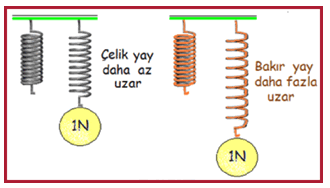 Çelik yay
daha az
uzar
1N
Bakır yay
daha fazla
uzar
1N